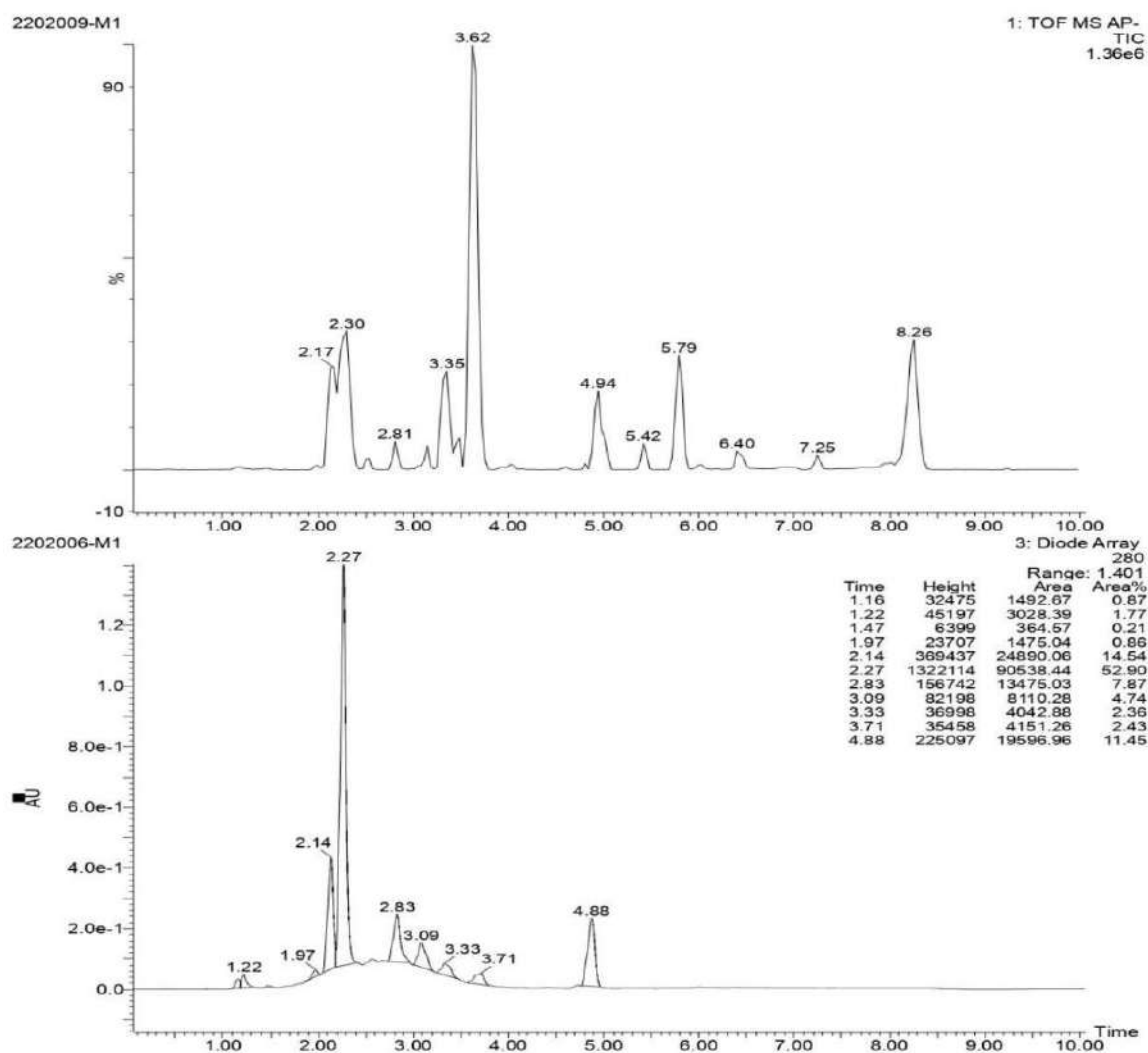 2202009-M1
1: TOF MS AP-
TIC
1.36e6
3.62
90
%
2.30
2.17
3.35
2.81
4.94
5.42
5.79
6.40
7.25
8.26
-10
1.00 2.00 3.00 4.00 5.00 6.00 7.00 8.00 9.00 10.00
2202006-M1
3: Diode Array
280
Range: 1.401
Time Height Area Area%
1.16 32475 1492.67 0.87
1.22 45197 3028.39 1.77
1.47 6399 364.57 0.21
1.97 23707 1475.04 0.86
2.14 369437 24890.06 14.54
2.27 1322114 90538.44 52.90
2.83 156742 13475.03 7.87
3.09 82198 8110.28 4.74
3.33 36998 4042.88 2.36
3.71 35458 4151.26 2.43
4.88 225097 19596.96 11.45
2.27
1.2
1.0
8.0e-1
AU
6.0e-1
4.0e-1
2.14
2.0e-1
2.83
3.09
4.88
1.97
3.33
3.71
1.22
0.0
Time
1.00 2.00 3.00 4.00 5.00 6.00 7.00 8.00 9.00 10.00